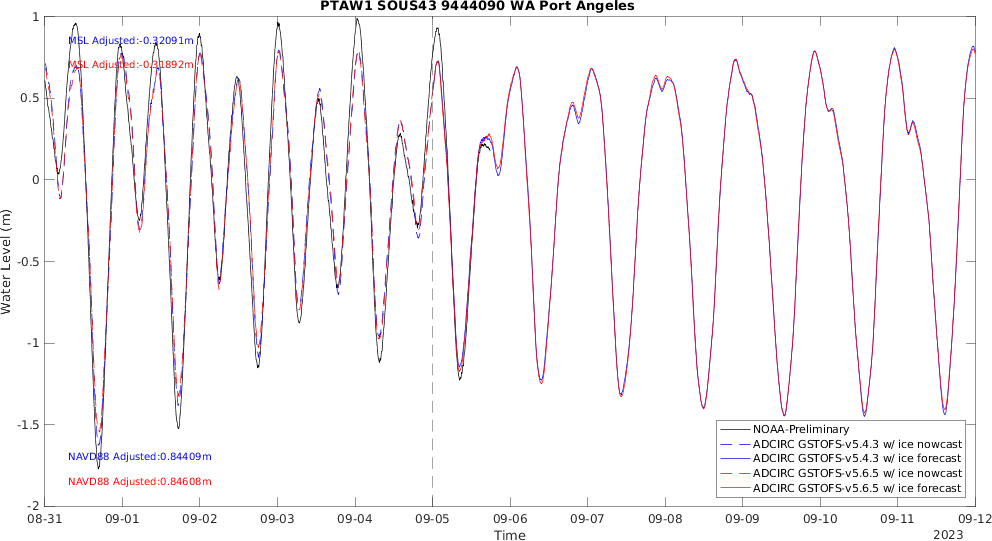 PTAW1 SOUS43 9444090 WA Port Angeles
MSL Adjusted:-0.32091m
MSL Adjusted:-0.31892m
NAVD88 Adjusted:0.84409m
NAVD88 Adjusted:0.84608m
Water Level (m)
1
0.5
0
-0.5
-1
-1.5
-2
NOAA-Preliminary
ADCIRC GSTOFS-v5.4.3 w/ ice nowcast
ADCIRC GSTOFS-v5.4.3 w/ ice forecast
ADCIRC GSTOFS-v5.6.5 w/ ice nowcast
ADCIRC GSTOFS-v5.6.5 w/ ice forecast
08-31 09-01 09-02 09-03 09-04 09-05 09-06 09-07 09-08 09-09 09-10 09-11 09-12
Time
2023